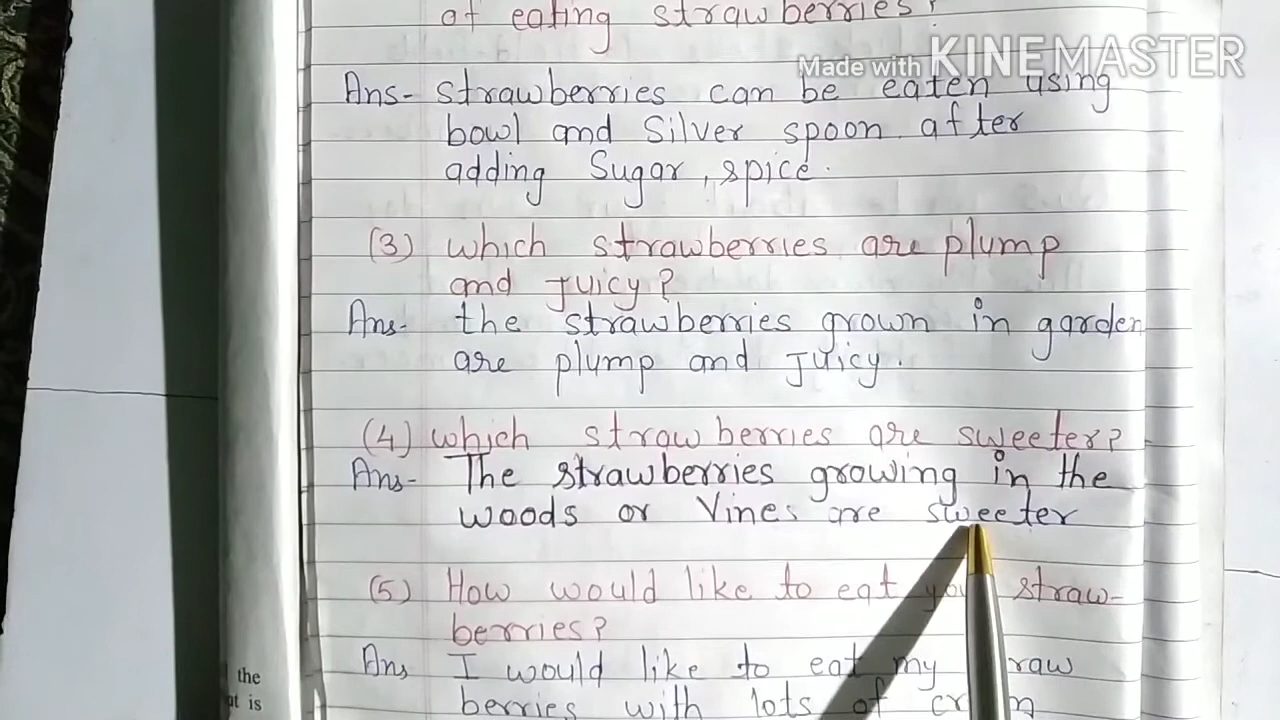 of eating strawberries?
Made with KINEMASTER
Ans- strawberries can be eaten using
bowl and Silver spoon after
adding Sugar, spice.
(3) which strawberries are plump
and juicy?
Ans- the strawberries grown in garden
are plump and juicy.
(4) which strawberries are sweeter?
Ans- The strawberries growing in the
woods or Vines are sweeter
(5) How would like to eat straw-
berries?
Ans I would like to eat my
berries with lots of
the
is